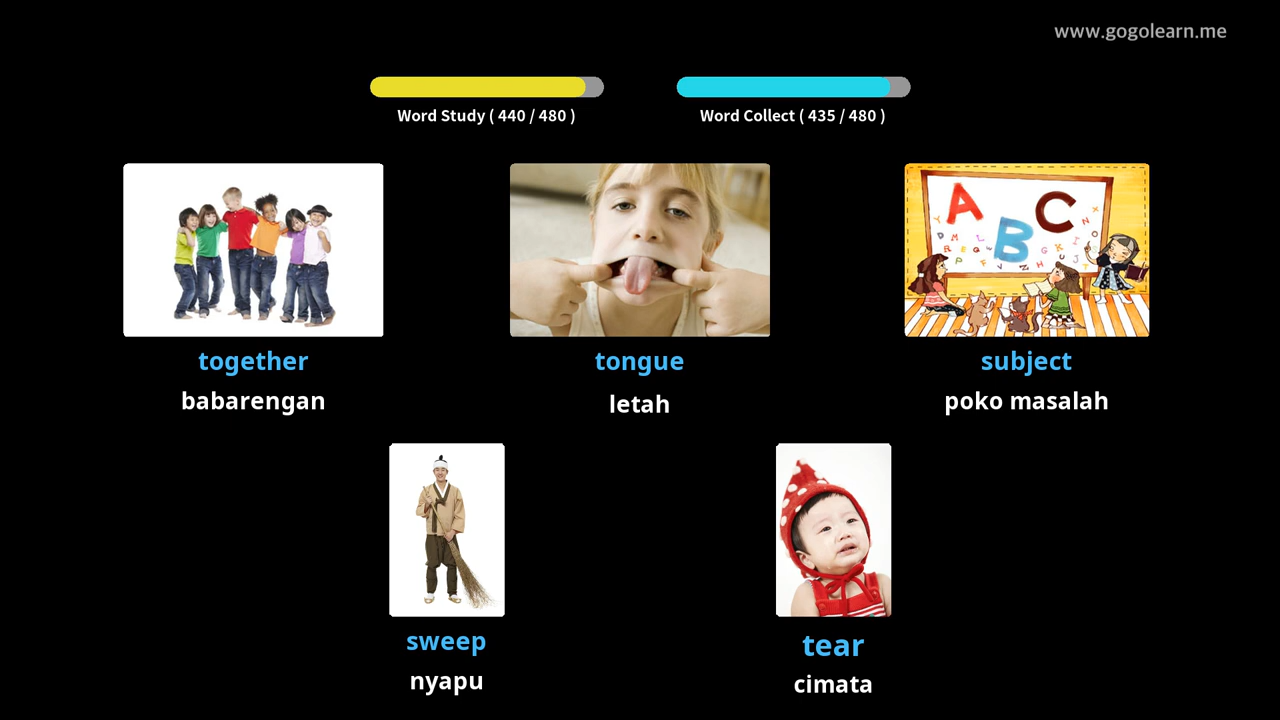 www.gogolearn.me
Word Study ( 440 / 480 )
Word Collect ( 435 / 480 )
A B C
together
babarengan
tongue
letah
subject
poko masalah
sweep
nyapu
tear
cimata